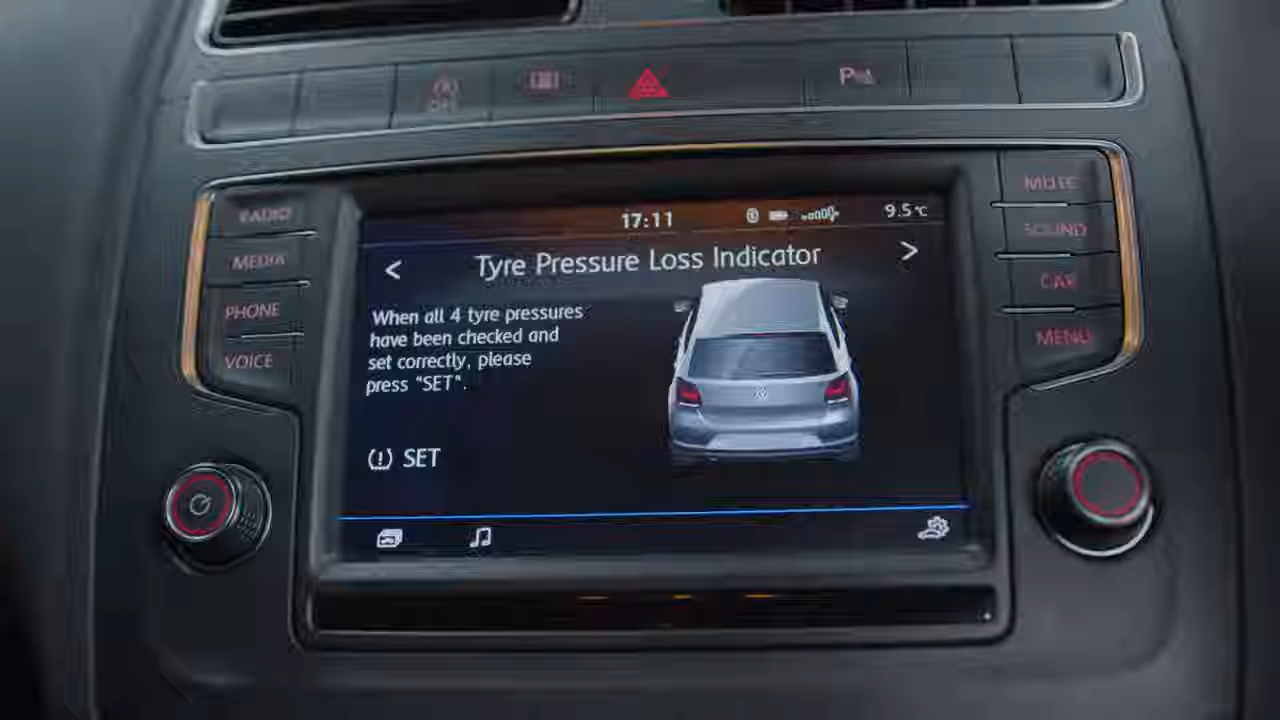 P
RADIO
MEDIA
PHONE
VOICE
MUTE
SOUND
CAR
MENU
17:11
9.5°C
< Tyre Pressure Loss Indicator >
When all 4 tyre pressures
have been checked and
set correctly, please
press "SET".
(!) SET